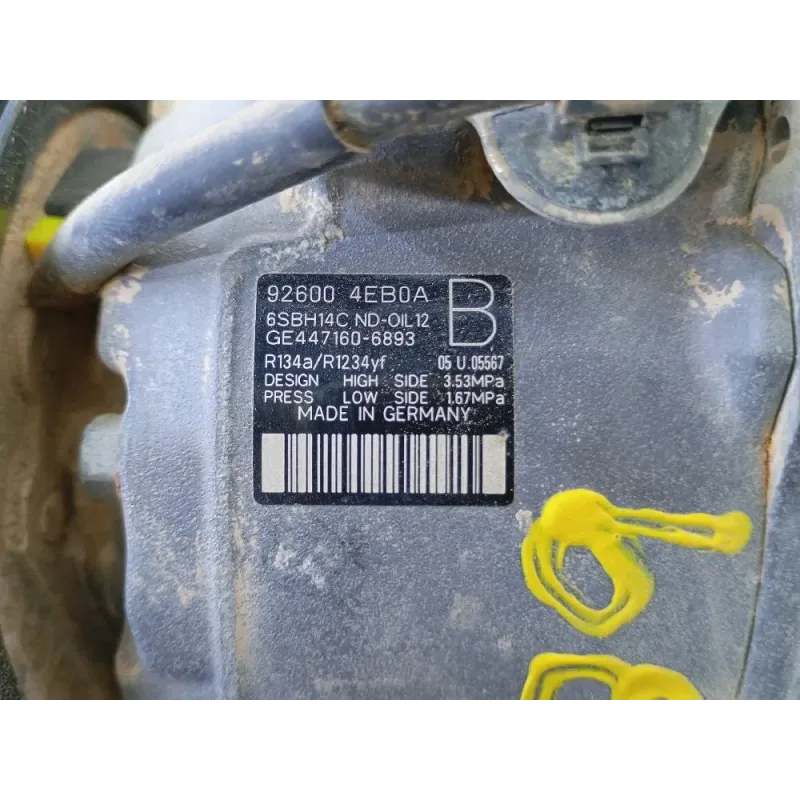 92600 4EB0A B
6SBH14C ND-OIL12
GE447160-6893
R134a/R1234yf 05 U 05567
DESIGN HIGH SIDE 3.53MPa
PRESS LOW SIDE 1.67MPa
MADE IN GERMANY